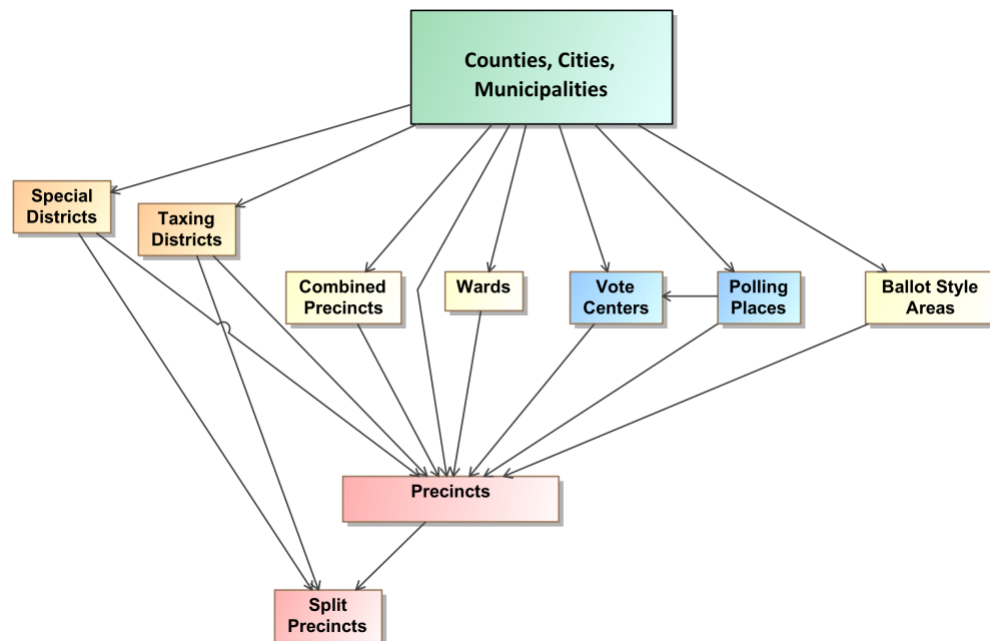 Counties, Cities,
Municipalities
Special
Districts
Taxing
Districts
Combined
Precincts
Wards
Vote
Centers
Polling
Places
Ballot Style
Areas
Precincts
Split
Precincts